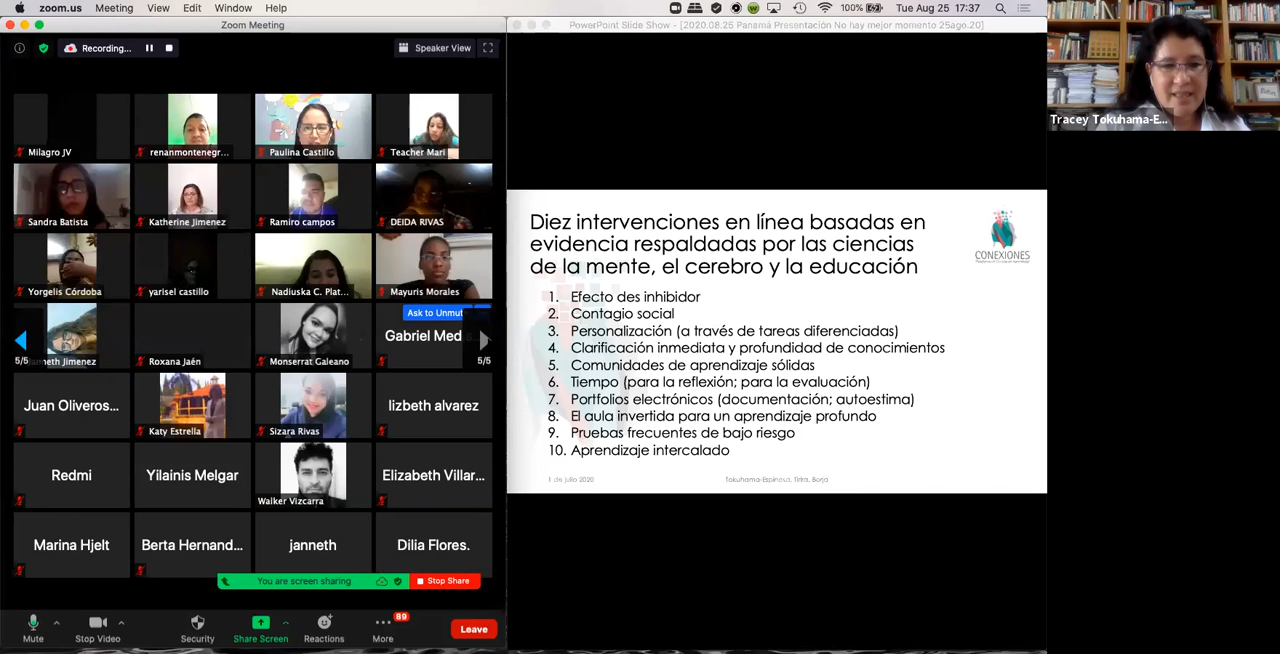 zoom.us Meeting View Edit Window Help
100% Tue Aug 25 17:37
Zoom Meeting
PowerPoint Slide Show - [2020.08.25 Panamá Presentación No hay mejor momento 25ago.20]
Recording...
Speaker View
Milagro JV
renanmontenegr...
Paulina Castillo
Teacher Mari
Sandra Batista
Katherine Jimenez
Ramiro campos
DEIDA RIVAS
Yorgelis Córdoba
yarisel castillo
Nadiuska C. Plat...
Mayuris Morales
Ask to Unmut
Jimenez
Roxana Jaén
Monserrat Galeano
Gabriel Med
5/5
5/5
Juan Oliveros...
Katy Estrella
Sizara Rivas
lizbeth alvarez
Redmi
Yilainis Melgar
Walker Vizcarra
Elizabeth Villar...
Marina Hjelt
Berta Hernand...
janneth
Dilia Flores.
You are screen sharing
Stop Share
Mute
Stop Video
Security
Share Screen
Reactions
89
More
Leave
Diez intervenciones en línea basadas en
evidencia respaldadas por las ciencias
de la mente, el cerebro y la educación
CONEXIONES
1. Efecto des inhibidor
2. Contagio social
3. Personalización (a través de tareas diferenciadas)
4. Clarificación inmediata y profundidad de conocimientos
5. Comunidades de aprendizaje sólidas
6. Tiempo (para la reflexión; para la evaluación)
7. Portfolios electrónicos (documentación; autoestima)
8. El aula invertida para un aprendizaje profundo
9. Pruebas frecuentes de bajo riesgo
10. Aprendizaje intercalado
1 de julio 2020
Tokuhama-Espinosa, Tirira, Borja
Tracey Tokuhama-E...